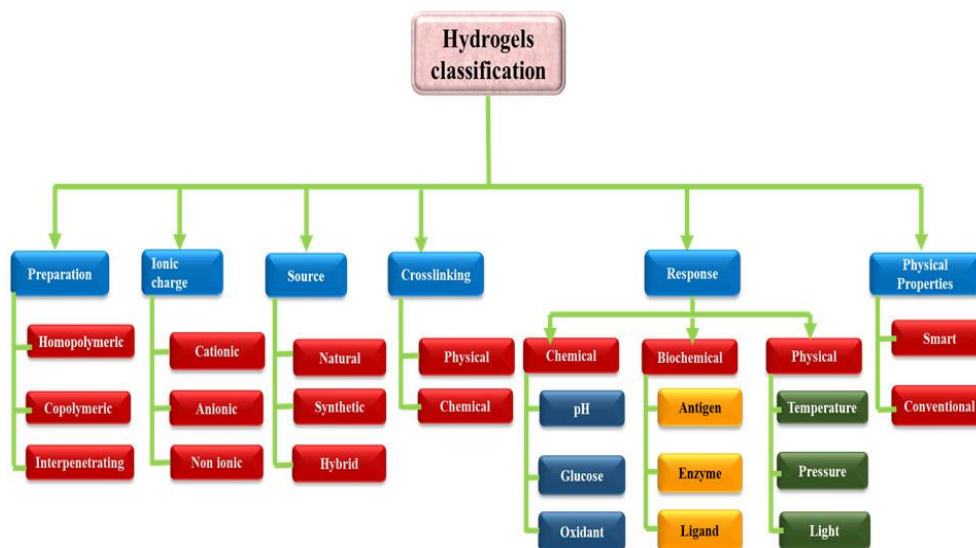 Hydrogels
classification
Preparation
Ionic
charge
Source
Crosslinking
Response
Physical
Properties
Homopolymeric
Copolymeric
Interpenetrating
Cationic
Anionic
Non ionic
Natural
Synthetic
Hybrid
Physical
Chemical
Chemical
pH
Glucose
Oxidant
Biochemical
Antigen
Enzyme
Ligand
Physical
Temperature
Pressure
Light
Smart
Conventional